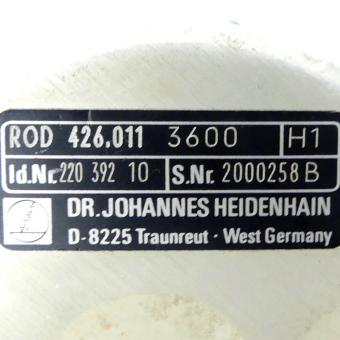 ROD 426.011 3600 H1
Id.Nr. 220 392 10 S.Nr. 2000258 B
DR. JOHANNES HEIDENHAIN
D-8225 Traunreut · West Germany